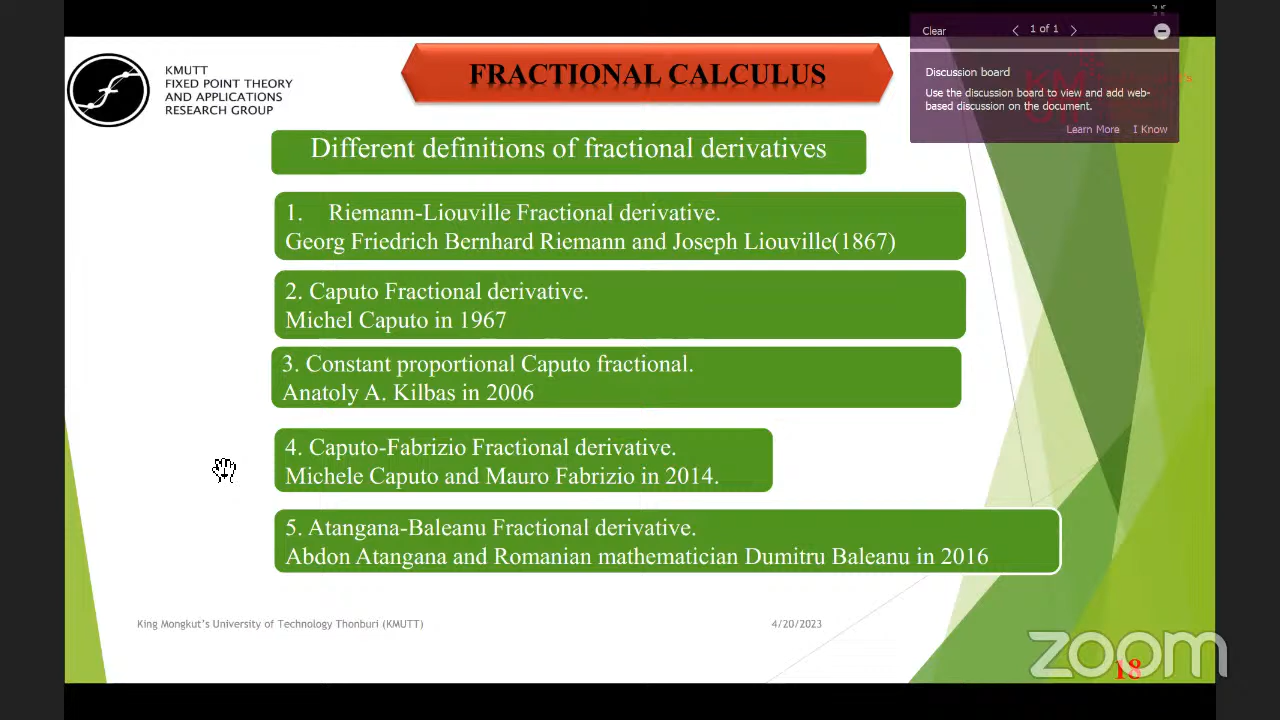 KMUTT
FIXED POINT THEORY
AND APPLICATIONS
RESEARCH GROUP
FRACTIONAL CALCULUS
Clear
1 of 1
Discussion board
Use the discussion board to view and add web-
based discussion on the document.
Learn More I Know
Different definitions of fractional derivatives
1. Riemann-Liouville Fractional derivative.
Georg Friedrich Bernhard Riemann and Joseph Liouville(1867)
2. Caputo Fractional derivative.
Michel Caputo in 1967
3. Constant proportional Caputo fractional.
Anatoly A. Kilbas in 2006
4. Caputo-Fabrizio Fractional derivative.
Michele Caputo and Mauro Fabrizio in 2014.
5. Atangana-Baleanu Fractional derivative.
Abdon Atangana and Romanian mathematician Dumitru Baleanu in 2016
King Mongkut's University of Technology Thonburi (KMUTT)
4/20/2023
18
zoom